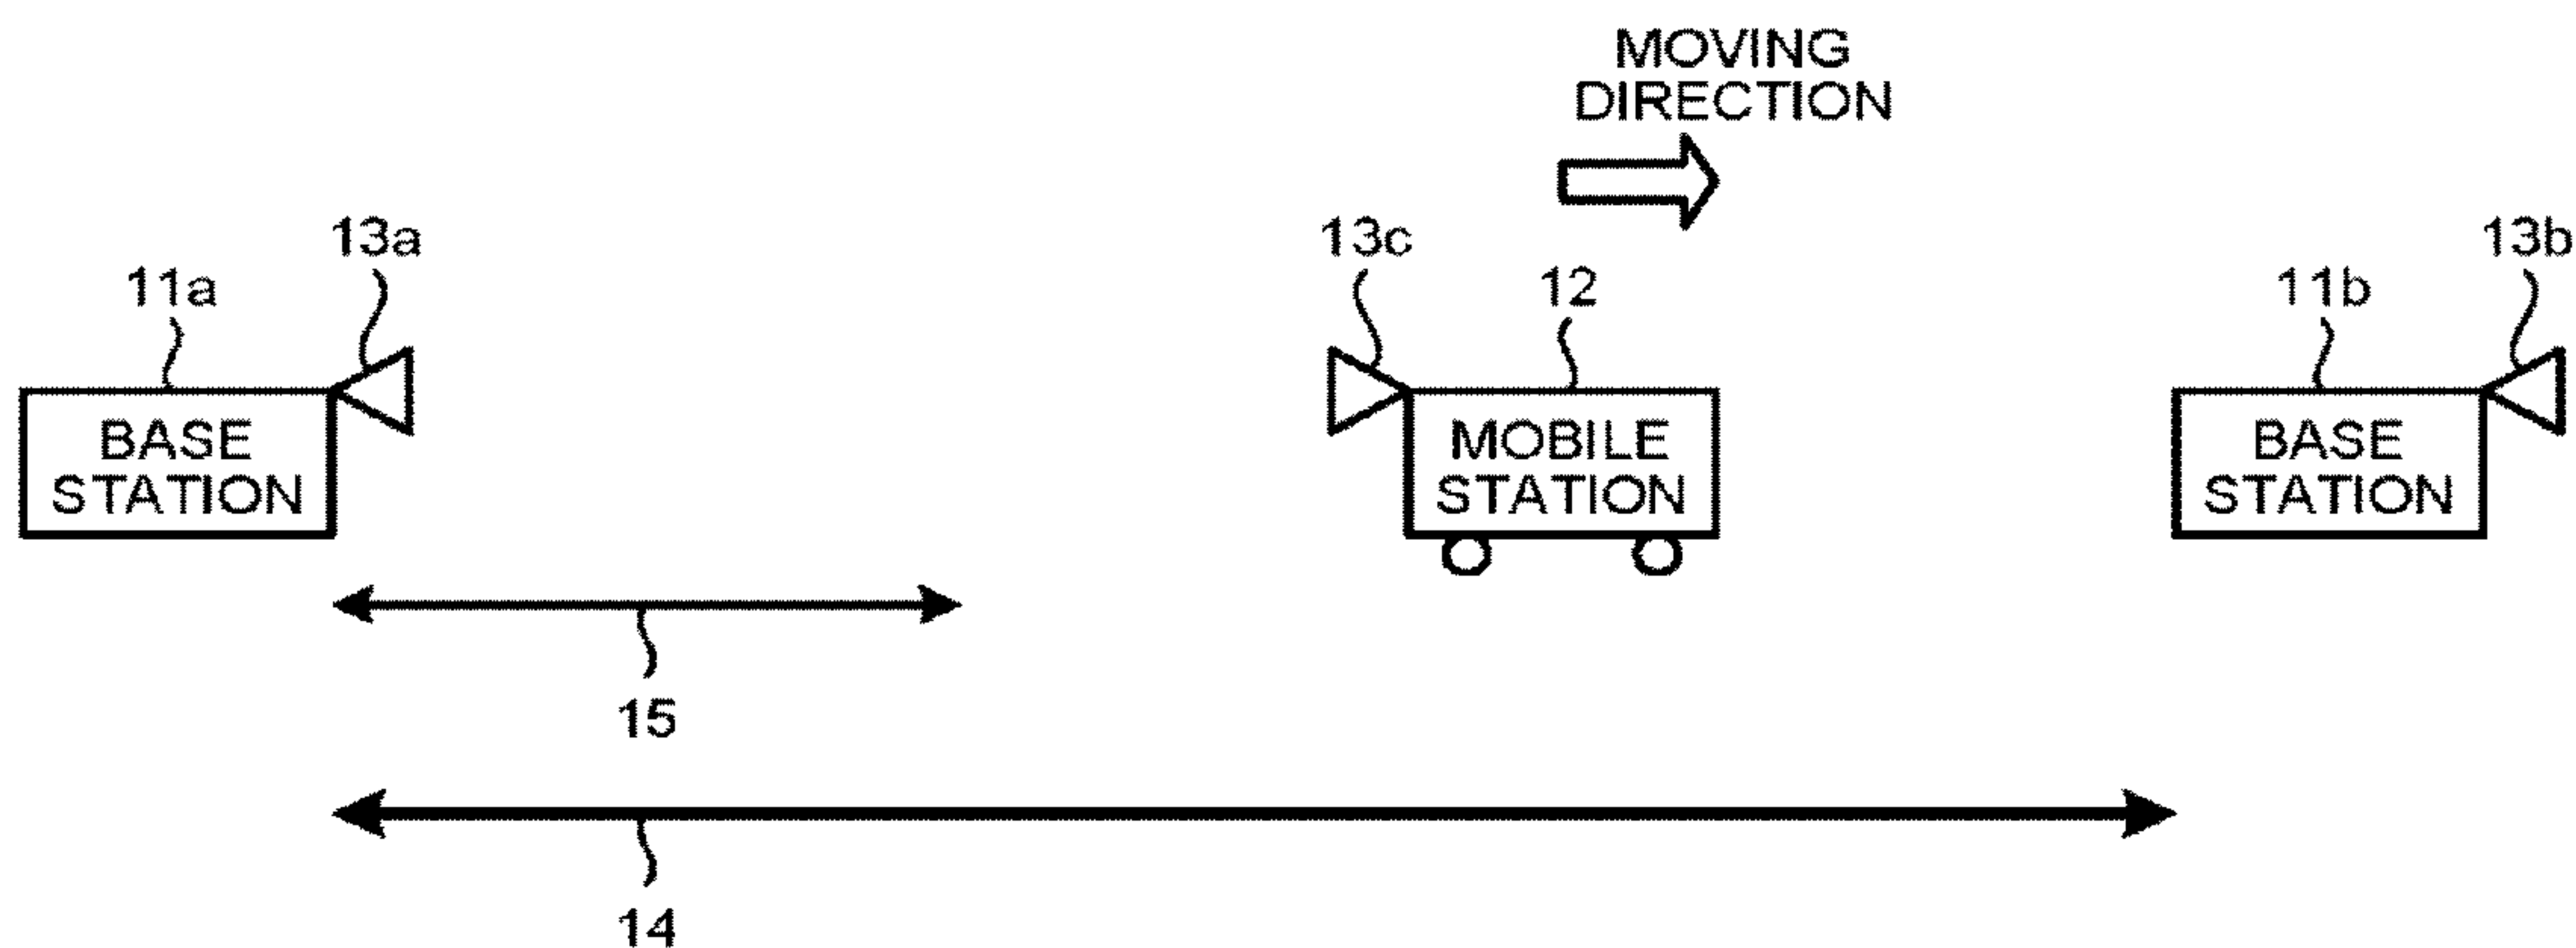 MOVING
DIRECTION
13a
13c
13b
11a
12
11b
BASE
STATION
MOBILE
STATION
BASE
STATION
15
14